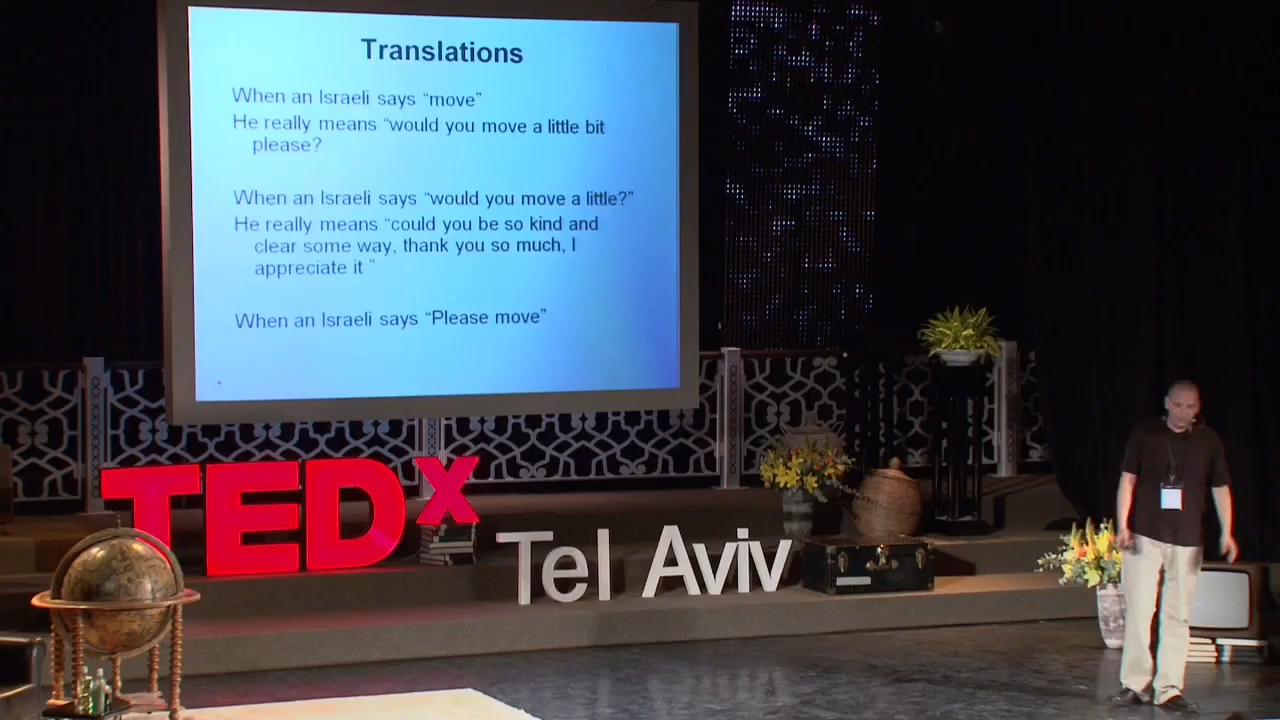 Translations
When an Israeli says “move”
He really means “would you move a little bit
please?
When an Israeli says “would you move a little?”
He really means “could you be so kind and
clear some way, thank you so much, I
appreciate it ”
When an Israeli says “Please move”
TEDx
Tel Aviv